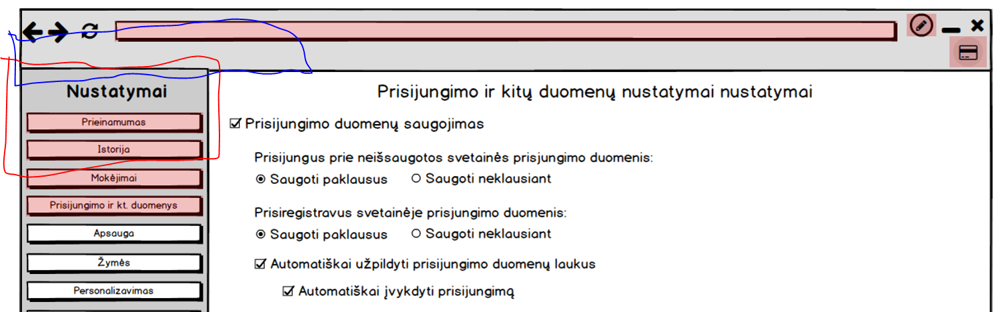 Nustatymai
Prieinamumas
Istorija
Mokėjimai
Prisijungimo ir kt. duomenys
Apsauga
Žymės
Personalizavimas
Prisijungimo ir kitų duomenų nustatymai nustatymai
Prisijungimo duomenų saugojimas
Prisijungus prie neišsaugotos svetainės prisjungimo duomenis:
Saugoti paklausus Saugoti neklausiant
Prisiregistravus svetainėje prisjungimo duomenis:
Saugoti paklausus Saugoti neklausiant
Automatiškai užpildyti prisijungimo duomenų laukus
Automatiškai įvykdyti prisijungimą